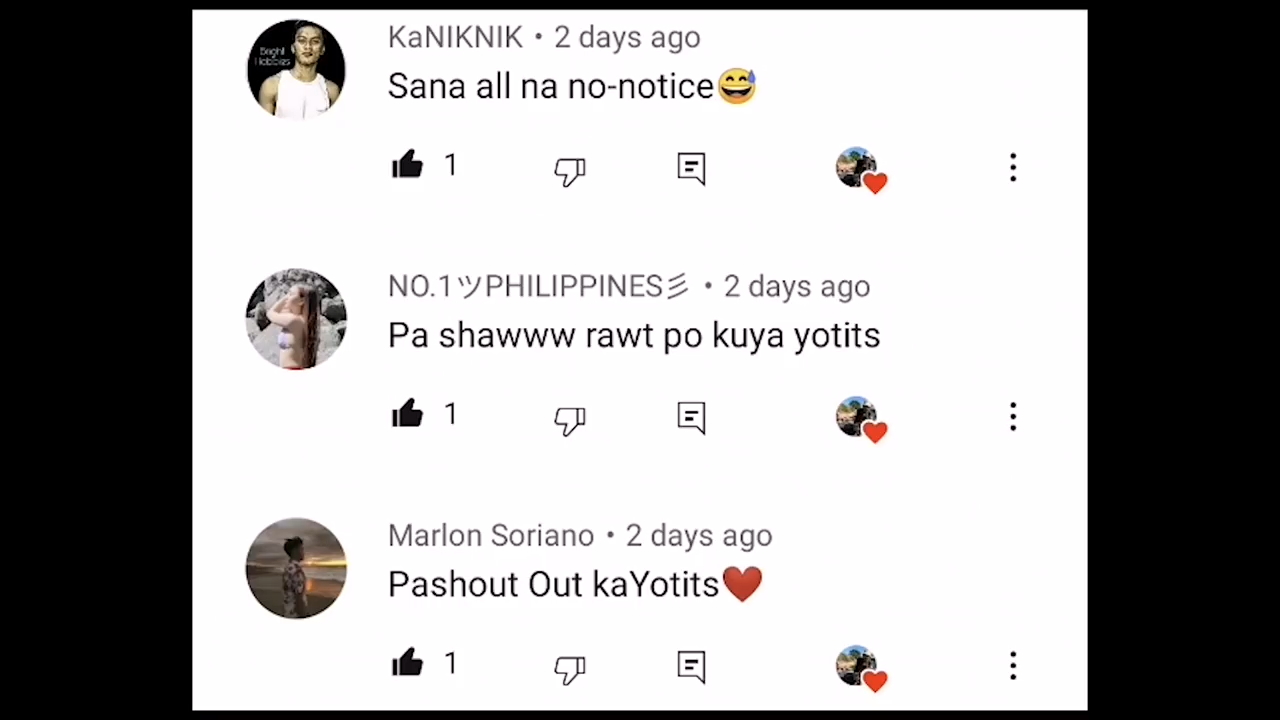 KaNIKNIK • 2 days ago
Sana all na no-notice😅
1
NO.1ツPHILIPPINES彡 • 2 days ago
Pa shawww rawt po kuya yotits
1
Marlon Soriano • 2 days ago
Pashout Out kaYotits❤️
1